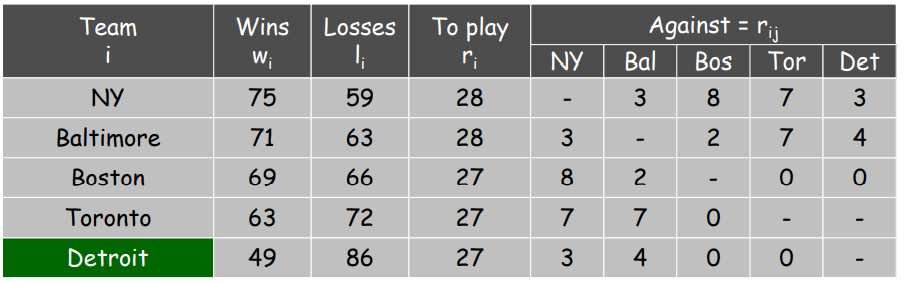 Team i Wins wᵢ Losses lᵢ To play rᵢ Against = rᵢⱼ
NY Bal Bos Tor Det
NY 75 59 28 - 3 8 7 3
Baltimore 71 63 28 3 - 2 7 4
Boston 69 66 27 8 2 - 0 0
Toronto 63 72 27 7 7 0 - -
Detroit 49 86 27 3 4 0 0 -